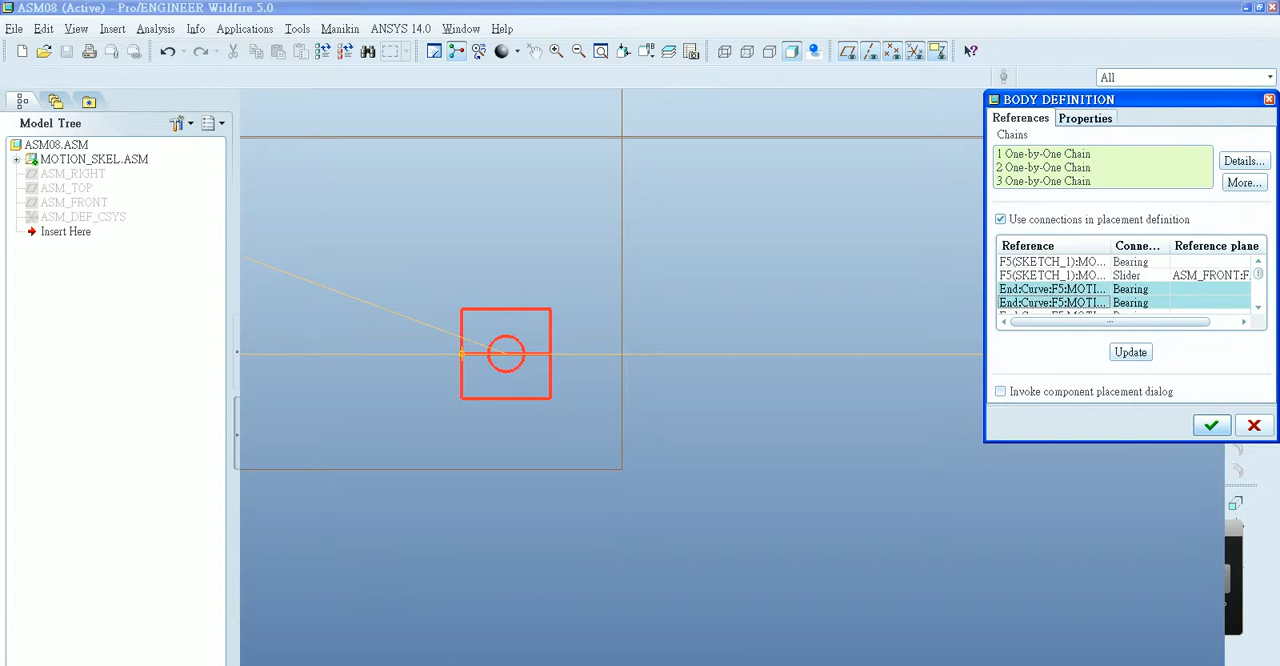 ASM08 (Active) - Pro/ENGINEER Wildfire 5.0
File Edit View Insert Analysis Info Applications Tools Manikin ANSYS 14.0 Window Help
All
Model Tree
ASM08.ASM
MOTION_SKEL.ASM
ASM_RIGHT
ASM_TOP
ASM_FRONT
ASM_DEF_CSYS
Insert Here
BODY DEFINITION
References Properties
Chains
1 One-by-One Chain
2 One-by-One Chain
3 One-by-One Chain
Details...
More...
Use connections in placement definition
Reference Conne... Reference plane
F5(SKETCH_1):MO... Bearing
F5(SKETCH_1):MO... Slider ASM_FRONT:F
End:Curve:F5:MOTI... Bearing
End:Curve:F5:MOTI... Bearing
Update
Invoke component placement dialog